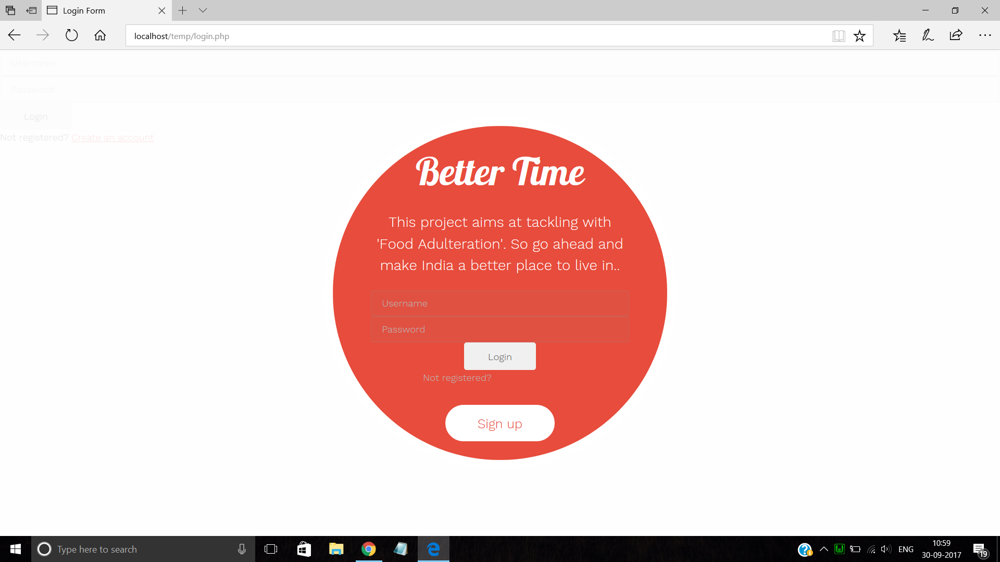 Login Form
localhost/temp/login.php
Username
Password
Login
Not registered? Create an account
Better Time
This project aims at tackling with
'Food Adulteration'. So go ahead and
make India a better place to live in..
Username
Password
Login
Not registered?
Sign up
Type here to search
ENG
10:59
30-09-2017
19